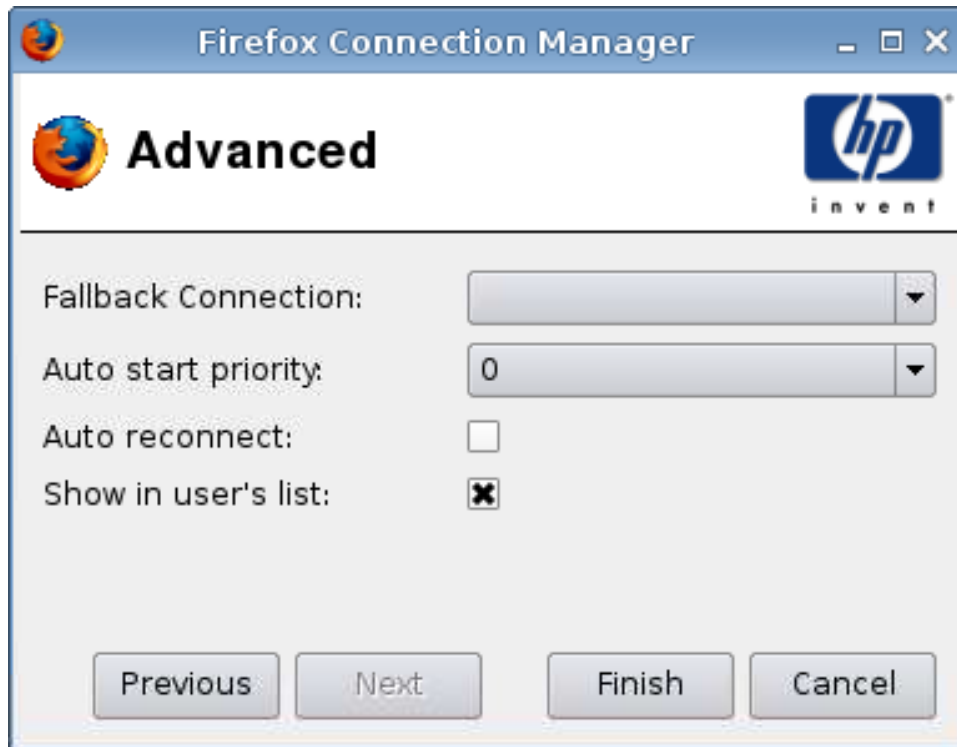 Firefox Connection Manager
Advanced
hp
invent
Fallback Connection:
Auto start priority: 0
Auto reconnect:
Show in user's list:
Previous Next Finish Cancel